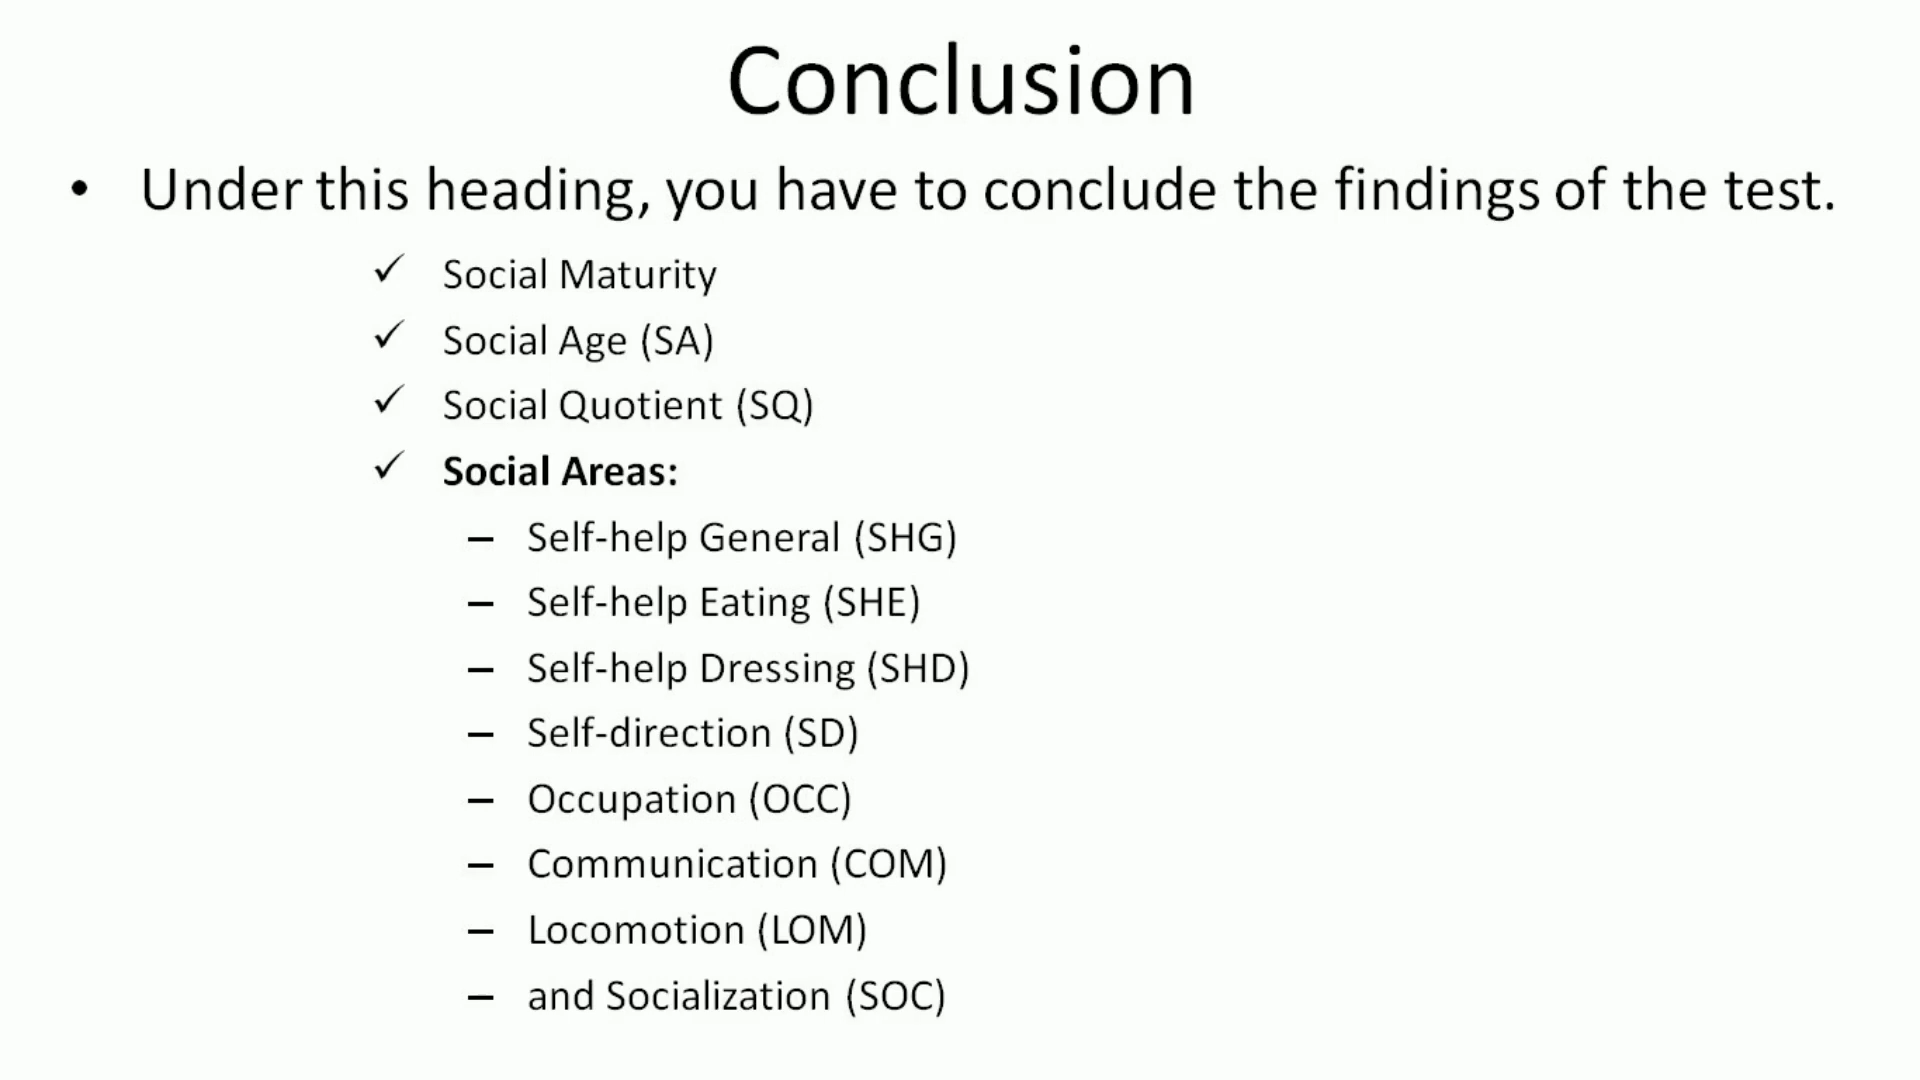 Conclusion
• Under this heading, you have to conclude the findings of the test.
✓ Social Maturity
✓ Social Age (SA)
✓ Social Quotient (SQ)
✓ Social Areas:
– Self-help General (SHG)
– Self-help Eating (SHE)
– Self-help Dressing (SHD)
– Self-direction (SD)
– Occupation (OCC)
– Communication (COM)
– Locomotion (LOM)
– and Socialization (SOC)